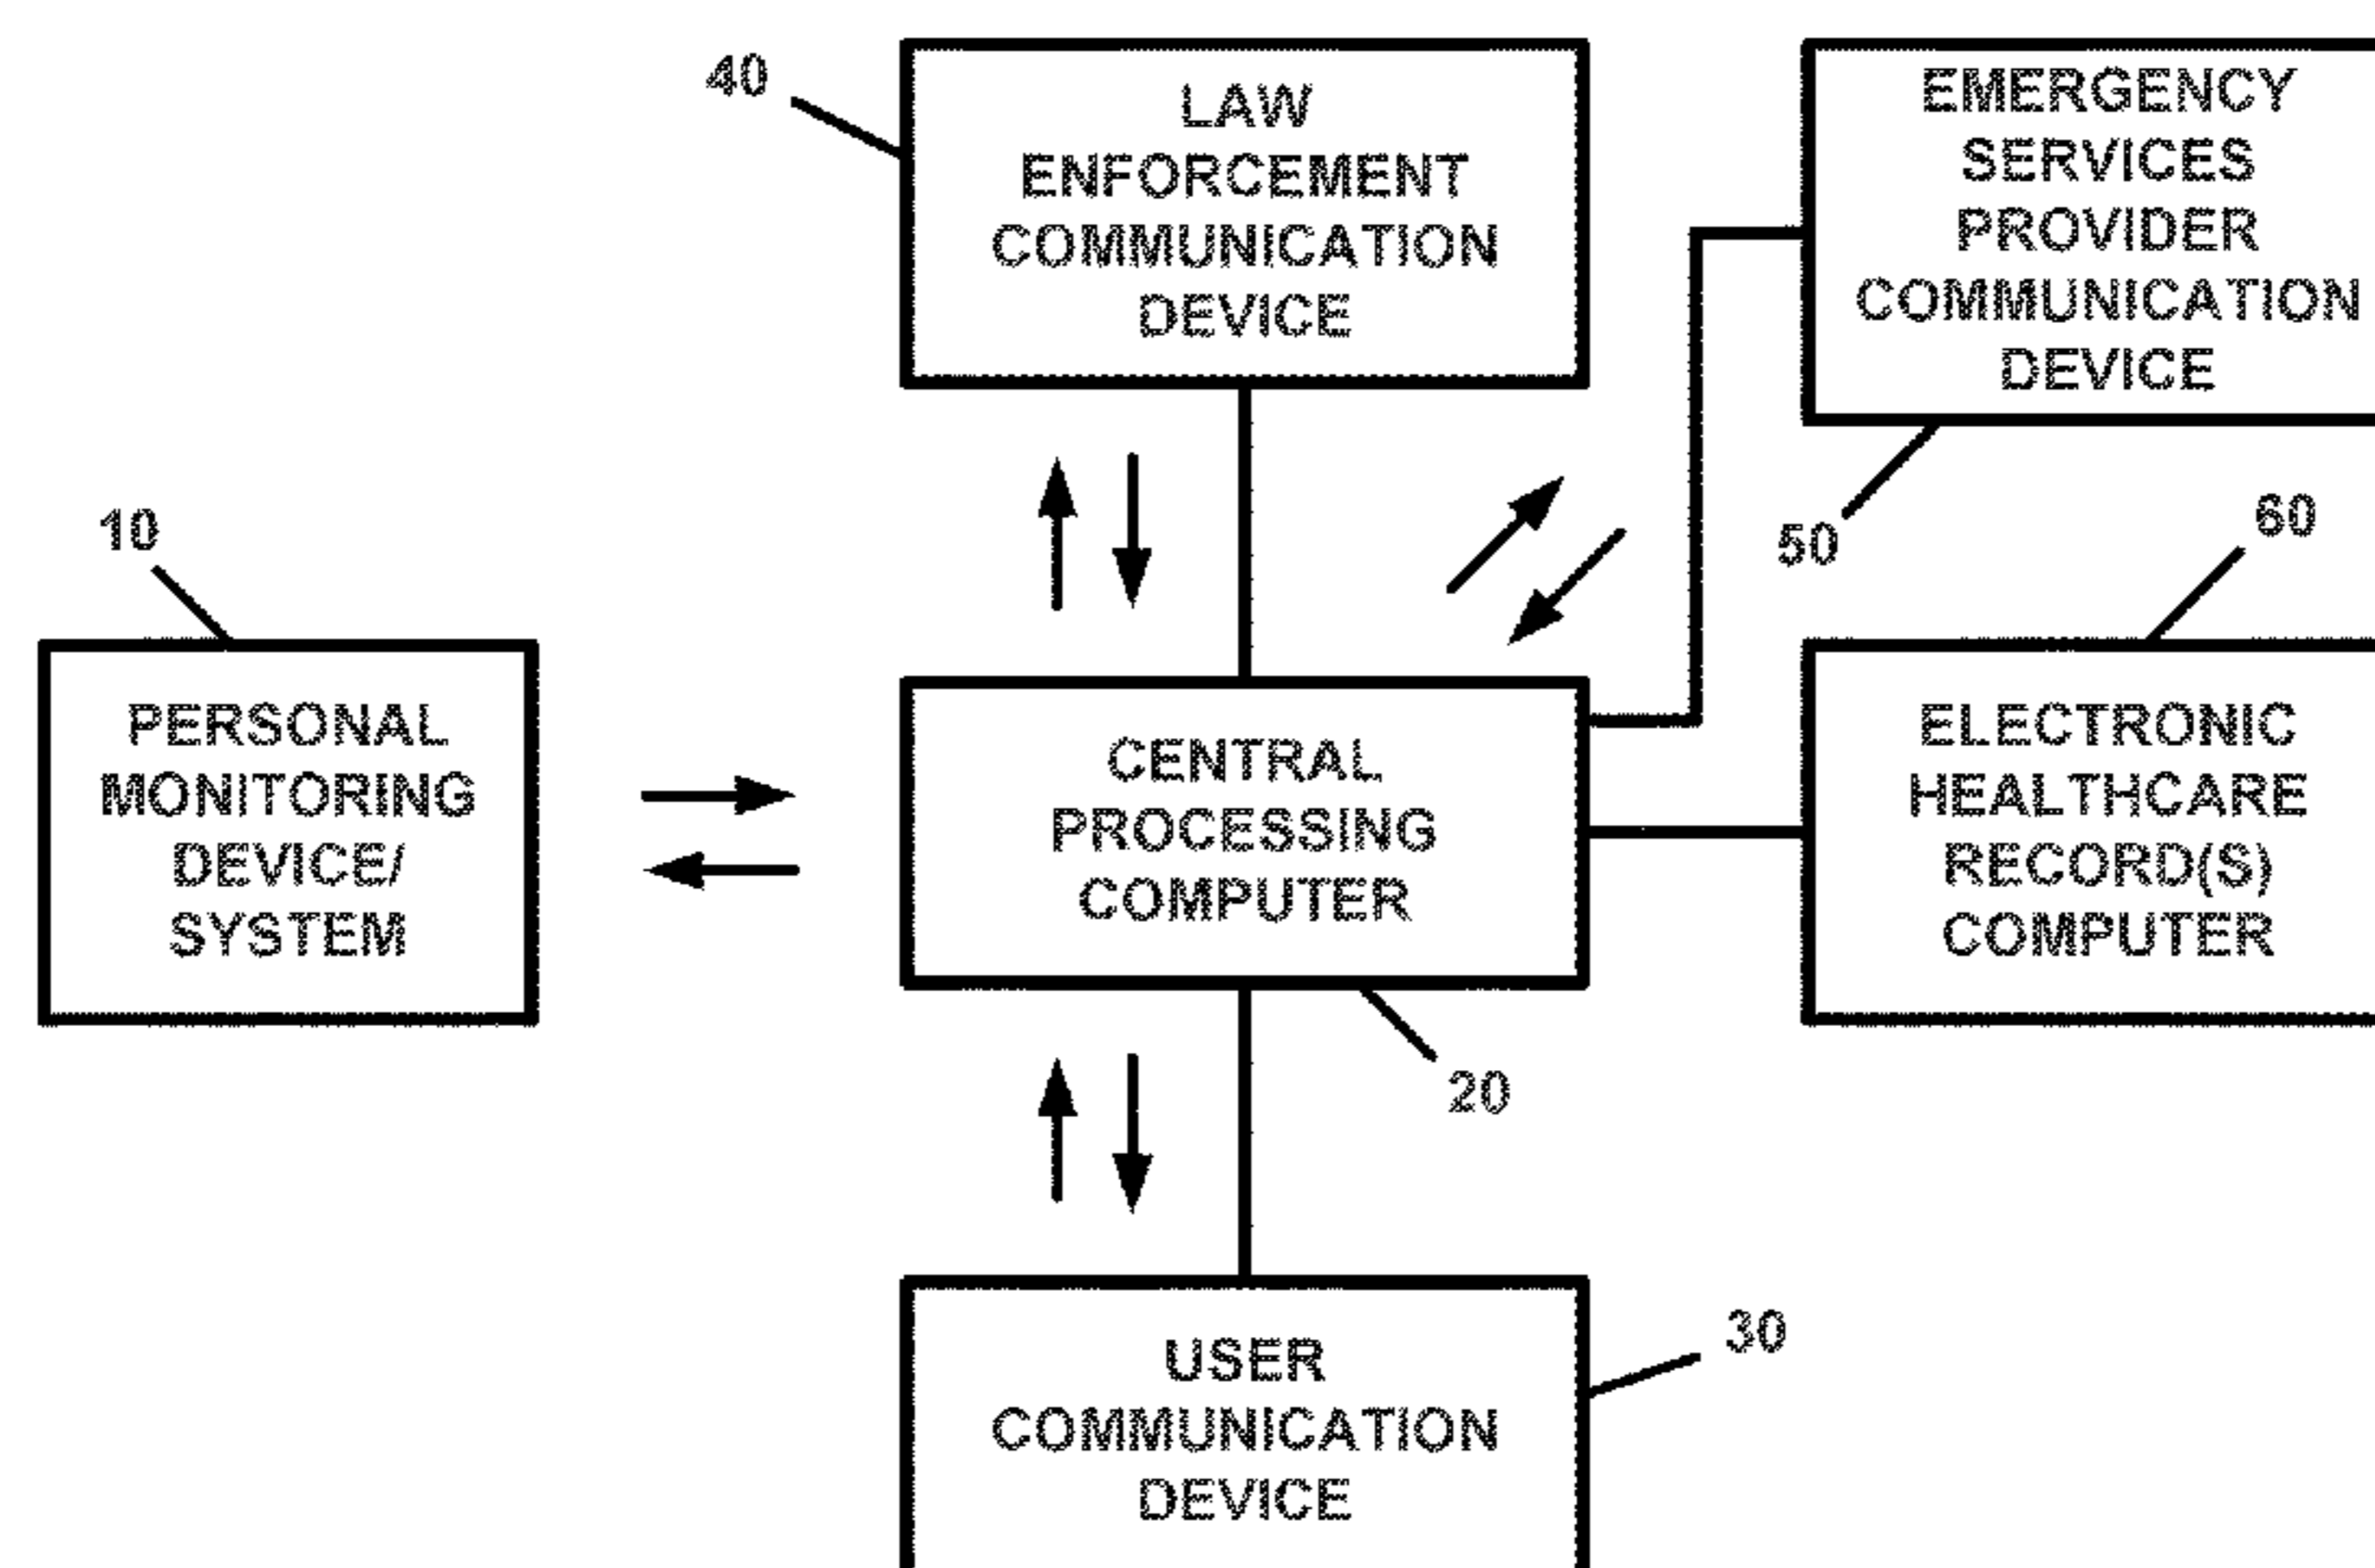 40
LAW
ENFORCEMENT
COMMUNICATION
DEVICE
EMERGENCY
SERVICES
PROVIDER
COMMUNICATION
DEVICE
50
10
PERSONAL
MONITORING
DEVICE/
SYSTEM
CENTRAL
PROCESSING
COMPUTER
20
60
ELECTRONIC
HEALTHCARE
RECORD(S)
COMPUTER
USER
COMMUNICATION
DEVICE
30